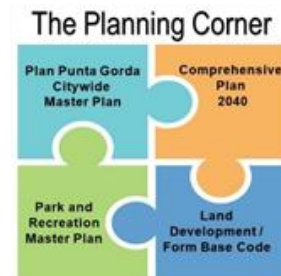 The Planning Corner
Plan Punta Gorda
Citywide
Master Plan
Comprehensive
Plan
2040
Park and
Recreation
Master Plan
Land
Development /
Form Base Code